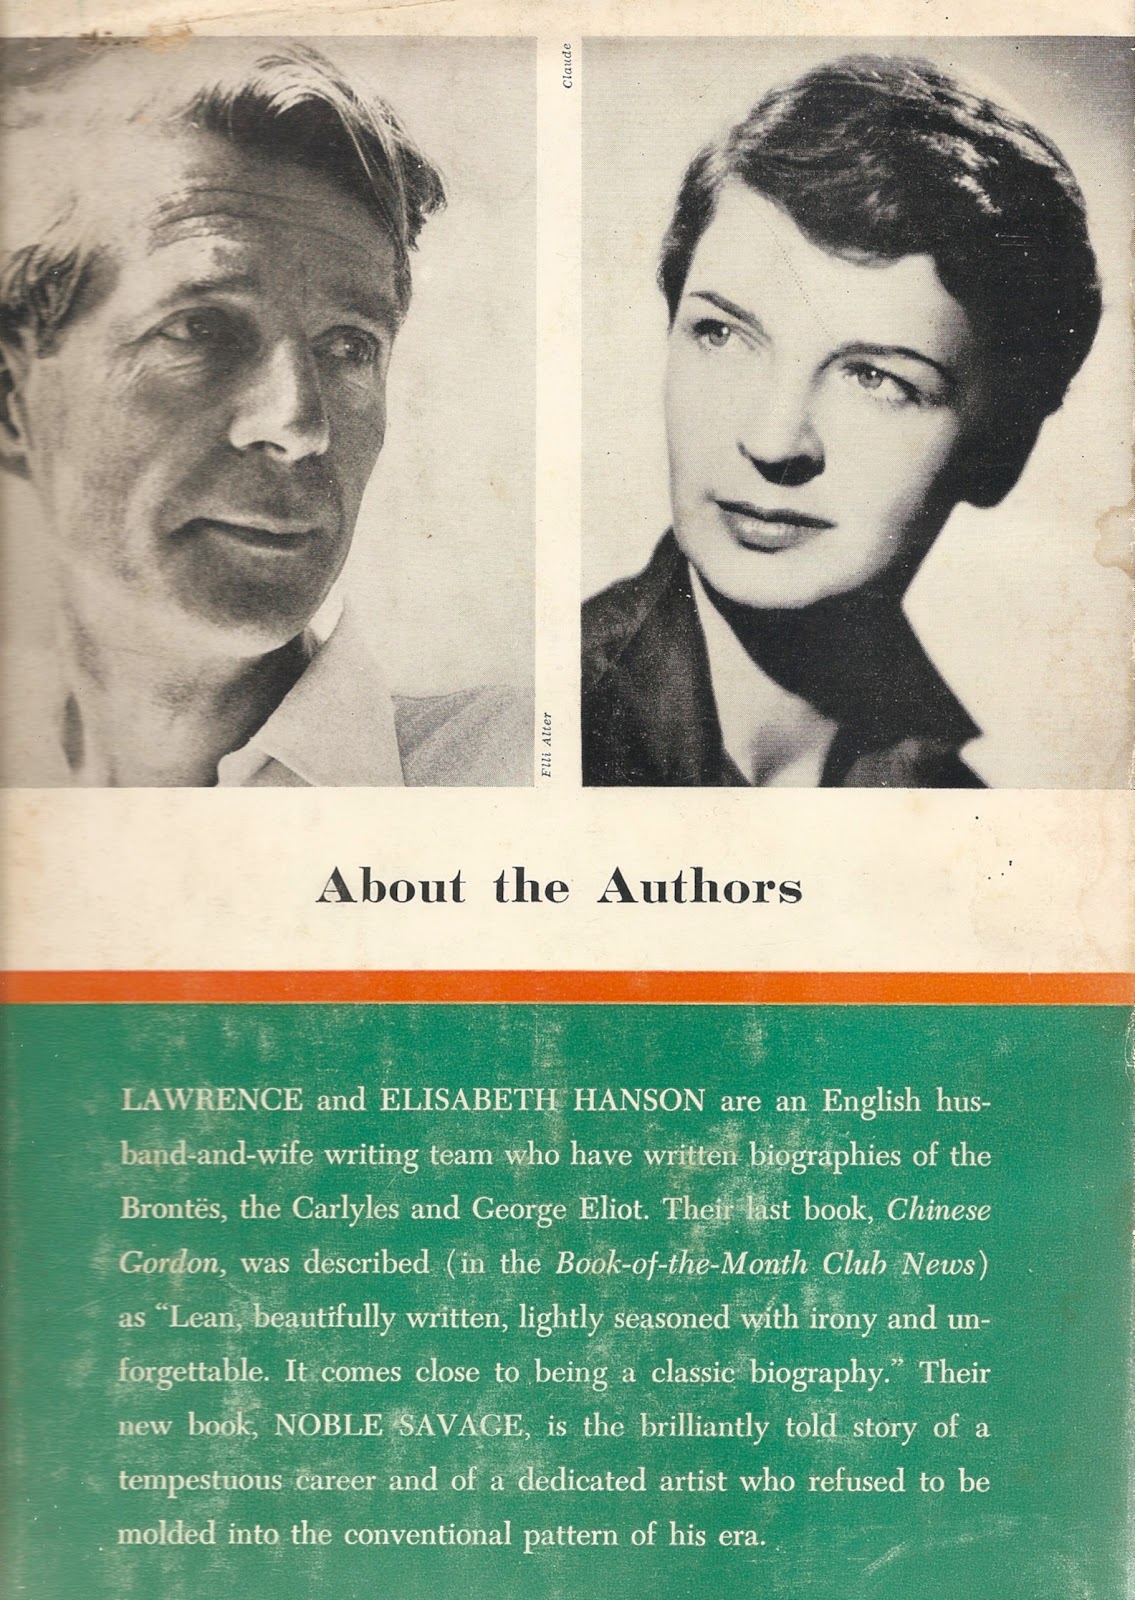 Claude
Elli Alter
About the Authors
LAWRENCE and ELISABETH HANSON are an English hus-
band-and-wife writing team who have written biographies of the
Brontës, the Carlyles and George Eliot. Their last book, Chinese
Gordon, was described (in the Book-of-the-Month Club News)
as “Lean, beautifully written, lightly seasoned with irony and un-
forgettable. It comes close to being a classic biography.” Their
new book, NOBLE SAVAGE, is the brilliantly told story of a
tempestuous career and of a dedicated artist who refused to be
molded into the conventional pattern of his era.